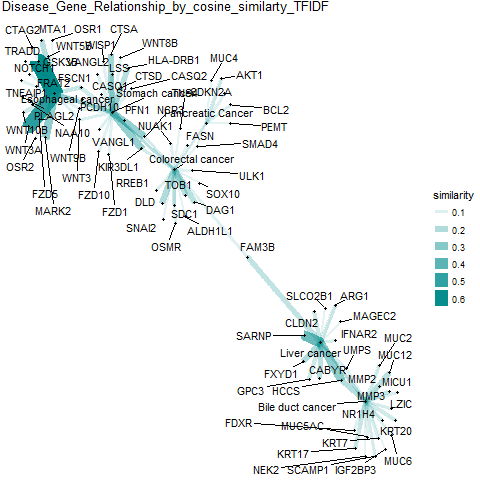 Disease_Gene_Relationship_by_cosine_similarty_TFIDF
CTAG2 MTA1 OSR1 CTSA
TRADD WNT5B WISP1 WNT8B
NOTCH1 GSK3B VANGL2 LSS HLA-DRB1 MUC4
TNFAIP1 FRAT2 FSCN1 CASQ1 CTSD CASQ2 AKT1
Esophageal cancer PCDH10 Stomach cancer CDKN2A
PLAGL2 PFN1 N6R3 Pancreatic Cancer BCL2
WNT10B NAA10 NUAK1 FASN PEMT
WNT3A VANGL1 SMAD4
OSR2 WNT9B KIR3DL1 Colorectal cancer
WNT3 RREB1 TOB1 ULK1
FZD5 FZD10 DLD SOX10
MARK2 FZD1 SDC1 DAG1
SNAI2 ALDH1L1
OSMR FAM3B
SLCO2B1 ARG1
CLDN2 MAGEC2
SARNP IFNAR2
Liver cancer UMPS MUC2
FXYD1 CABYR MUC12
GPC3 HCCS MMP2 MICU1
Bile duct cancer MMP3 LZIC
FDXR NR1H4
MUC5AC KRT20
KRT17 KRT7
NEK2 SCAMP1 IGF2BP3 MUC6
similarity
0.1
0.2
0.3
0.4
0.5
0.6